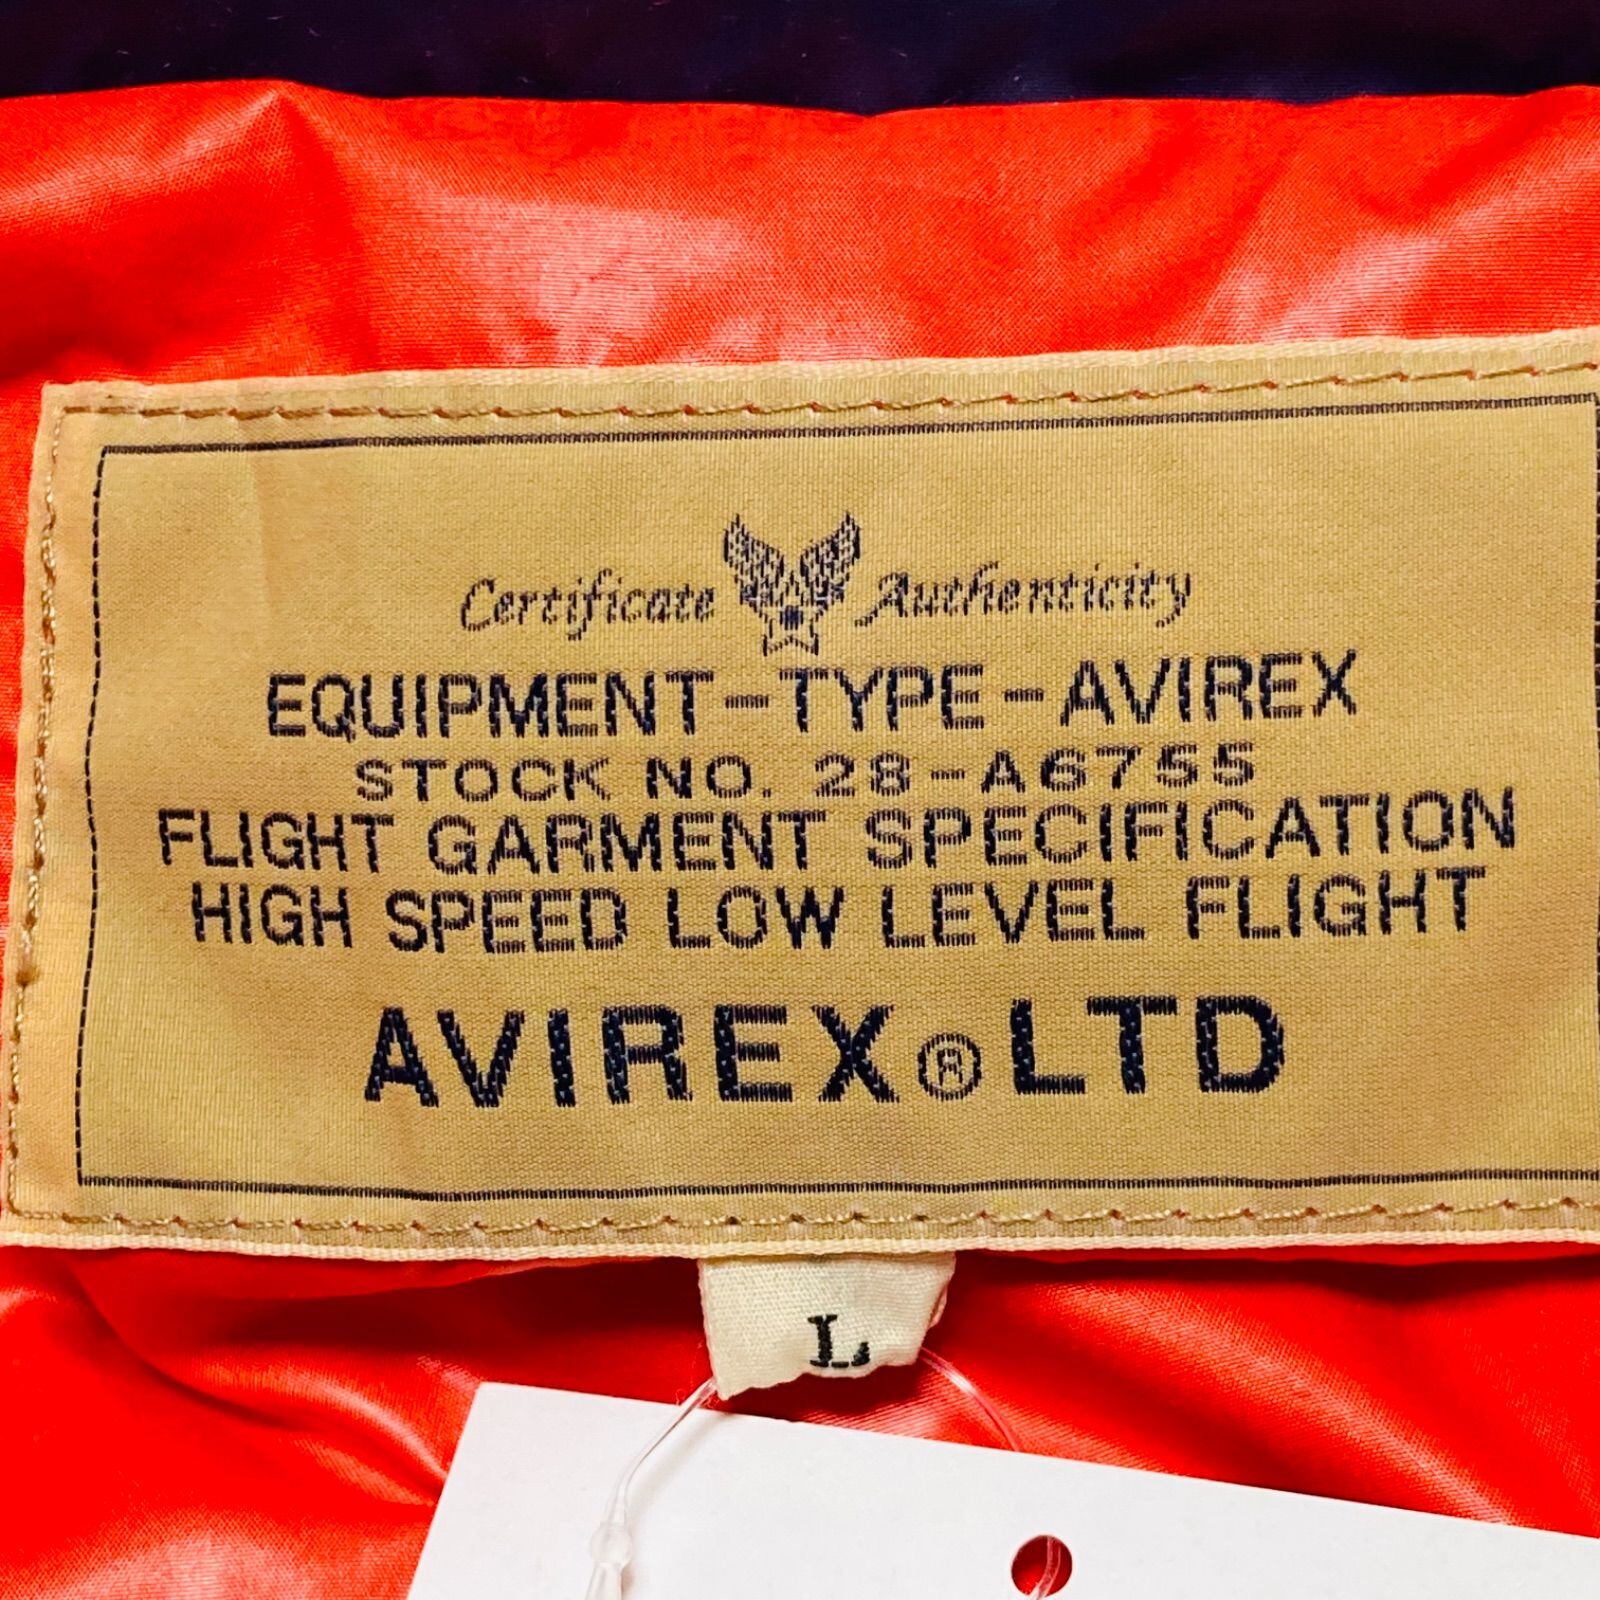 Certificate Authenticity
EQUIPMENT-TYPE-AVIREX
STOCK NO. 28-A6755
FLIGHT GARMENT SPECIFICATION
HIGH SPEED LOW LEVEL FLIGHT
AVIREX® LTD
L